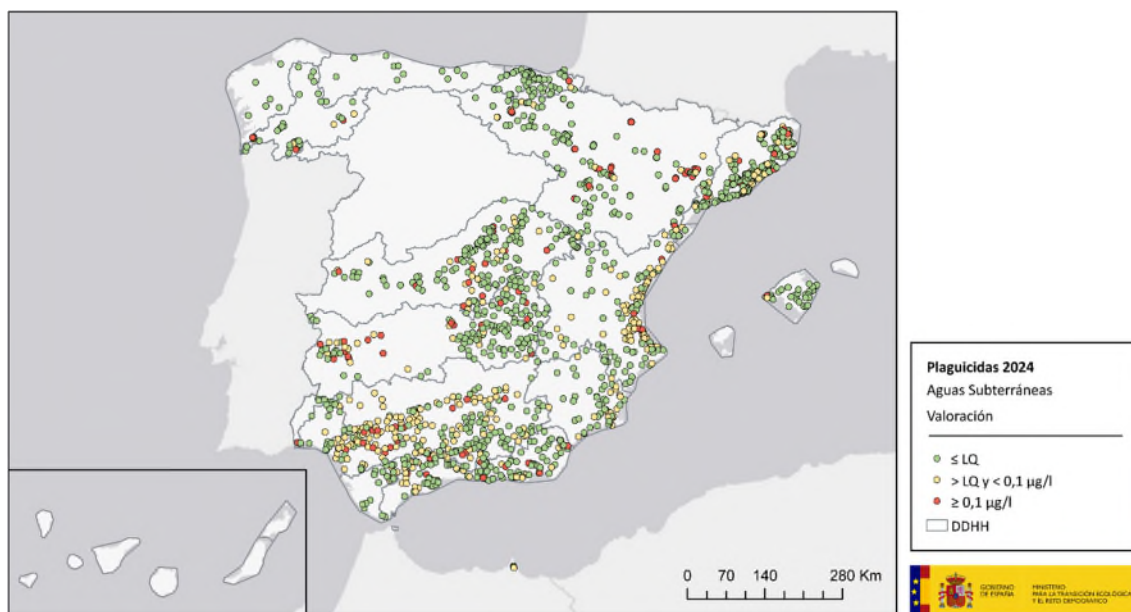 Plaguicidas 2024
Aguas Subterráneas
Valoración
≤ LQ
> LQ y < 0,1 µg/l
≥ 0,1 µg/l
DDHH
0 70 140 280 Km
GOBIERNO
DE ESPAÑA
MINISTERIO
PARA LA TRANSICIÓN ECOLÓGICA
Y EL RETO DEMOGRÁFICO